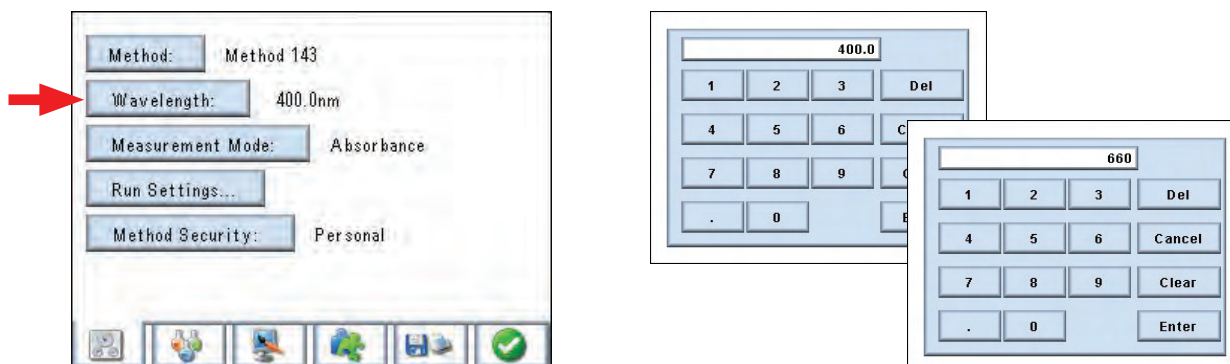 Method: Method 143
Wavelength: 400.0nm
Measurement Mode: Absorbance
Run Settings...
Method Security: Personal
400.0
1 2 3 Del
4 5 6
7 8 9
. 0
660
1 2 3 Del
4 5 6 Cancel
7 8 9 Clear
. 0 Enter